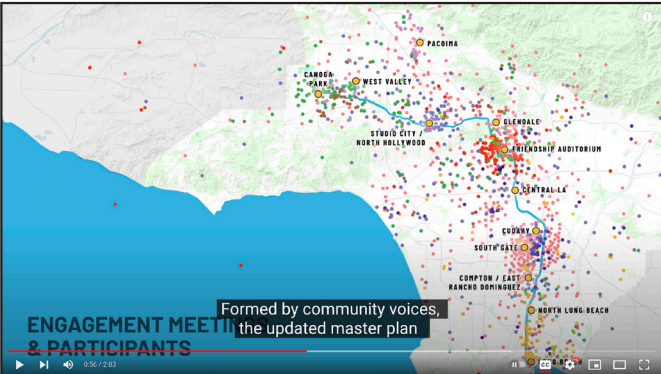 PACOIMA
CANOGA
PARK
WEST VALLEY
STUDIO CITY /
NORTH HOLLYWOOD
GLENDALE
FRIENDSHIP AUDITORIUM
CENTRAL LA
CUDAHY
SOUTH GATE
COMPTON / EAST
RANCHO DOMINGUEZ
NORTH LONG BEACH
Formed by community voices,
the updated master plan
ENGAGEMENT MEETINGS
& PARTICIPANTS
0:56 / 2:03
CC